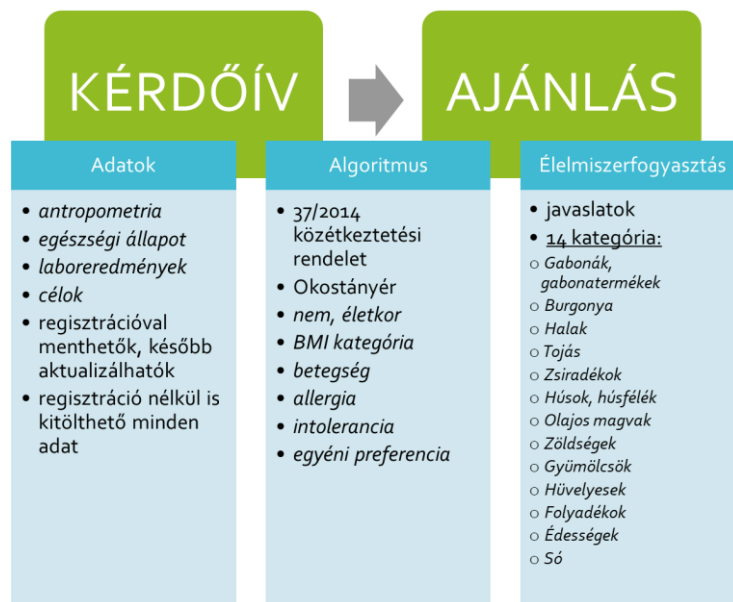 KÉRDŐÍV
AJÁNLÁS
Adatok
• antropometria
• egészségi állapot
• laboreredmények
• célok
• regisztrációval
menthetők, később
aktualizálhatók
• regisztráció nélkül is
kitölthető minden
adat
Algoritmus
• 37/2014
közétkeztetési
rendelet
• Okostányér
• nem, életkor
• BMI kategória
• betegség
• allergia
• intolerancia
• egyéni preferencia
Élelmiszerfogyasztás
• javaslatok
• 14 kategória:
o Gabonák,
gabonatermékek
o Burgonya
o Halak
o Tojás
o Zsiradékok
o Húsok, húsfélék
o Olajos magvak
o Zöldségek
o Gyümölcsök
o Hüvelyesek
o Folyadékok
o Édességek
o Só